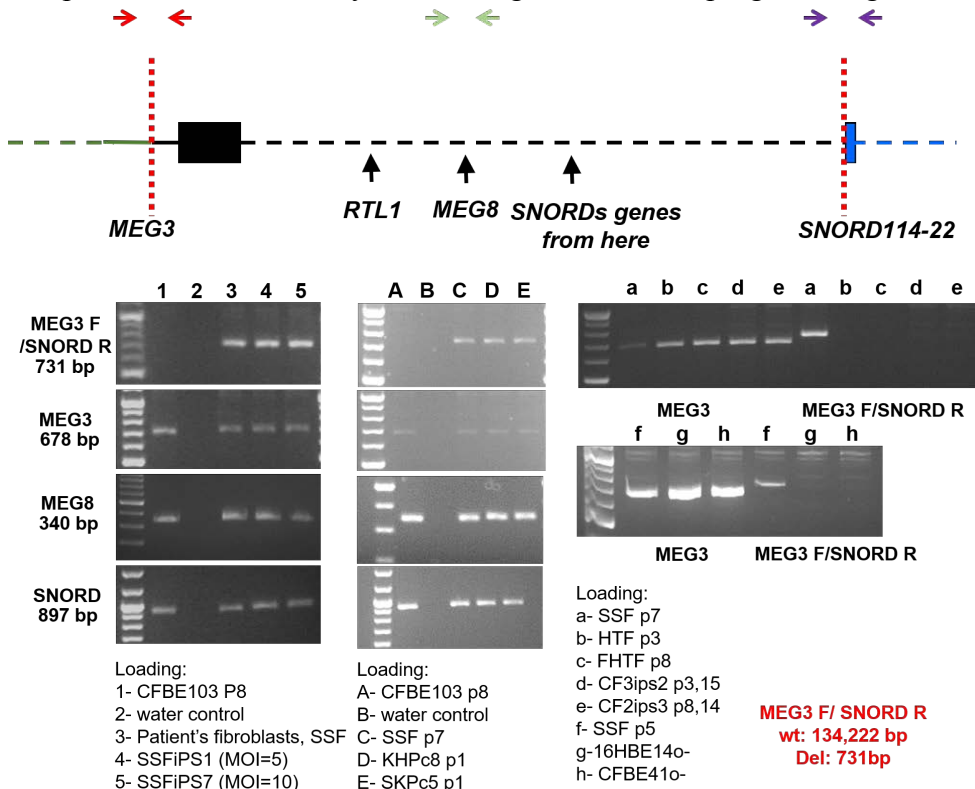 RTL1
MEG8
SNORDs genes
from here
MEG3
SNORD114-22
1 2 3 4 5
MEG3 F
/SNORD R
731 bp
MEG3
678 bp
MEG8
340 bp
SNORD
897 bp
Loading:
1- CFBE103 P8
2- water control
3- Patient's fibroblasts, SSF
4- SSFiPS1 (MOI=5)
5- SSFiPS7 (MOI=10)
A B C D E
Loading:
A- CFBE103 p8
B- water control
C- SSF p7
D- KHPc8 p1
E- SKPc5 p1
a b c d e a b c d e
MEG3 MEG3 F/SNORD R
f g h f g h
MEG3 MEG3 F/SNORD R
Loading:
a- SSF p7
b- HTF p3
c- FHTF p8
d- CF3ips2 p3,15
e- CF2ips3 p8,14
f- SSF p5
g-16HBE14o-
h- CFBE41o-
MEG3 F/ SNORD R
wt: 134,222 bp
Del: 731bp